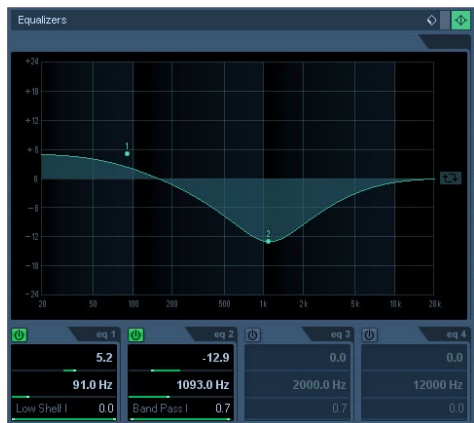 Equalizers
+24
+18
+12
+6
0
-6
-12
-18
-24
1
2
20 50 100 200 500 1k 2k 5k 10k 20k
eq 1 eq 2 eq 3 eq 4
5.2 -12.9 0.0 0.0
91.0 Hz 1093.0 Hz 2000.0 Hz 12000 Hz
Low Shelf I 0.0 Band Pass I 0.7 0.7 0.0